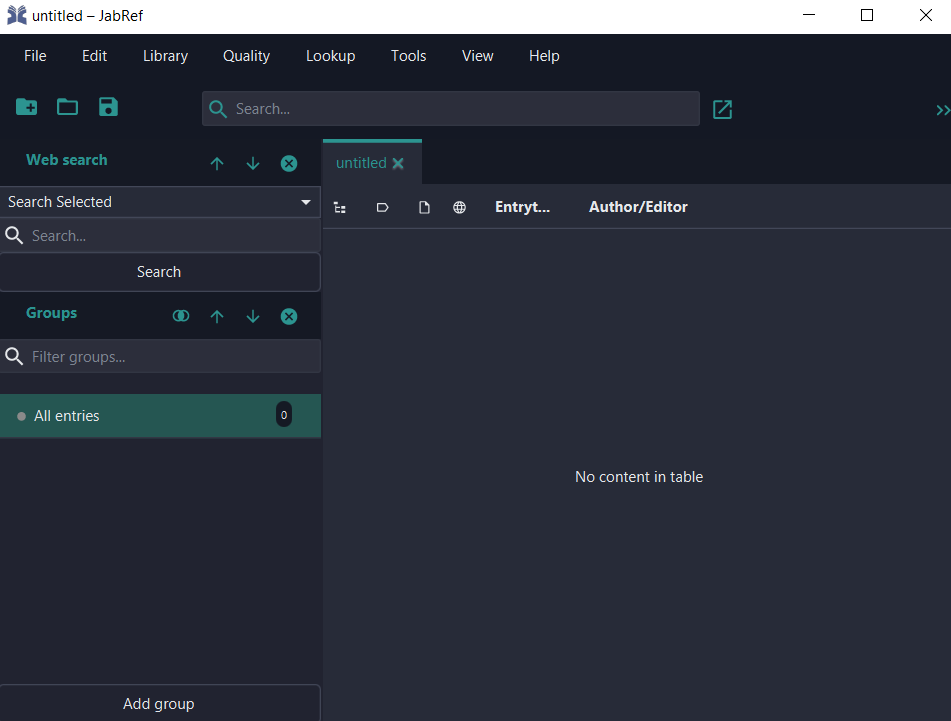 untitled – JabRef
File Edit Library Quality Lookup Tools View Help
Search...
Web search
untitled
Search Selected
Entryt... Author/Editor
Search...
Search
Groups
Filter groups...
All entries 0
No content in table
Add group